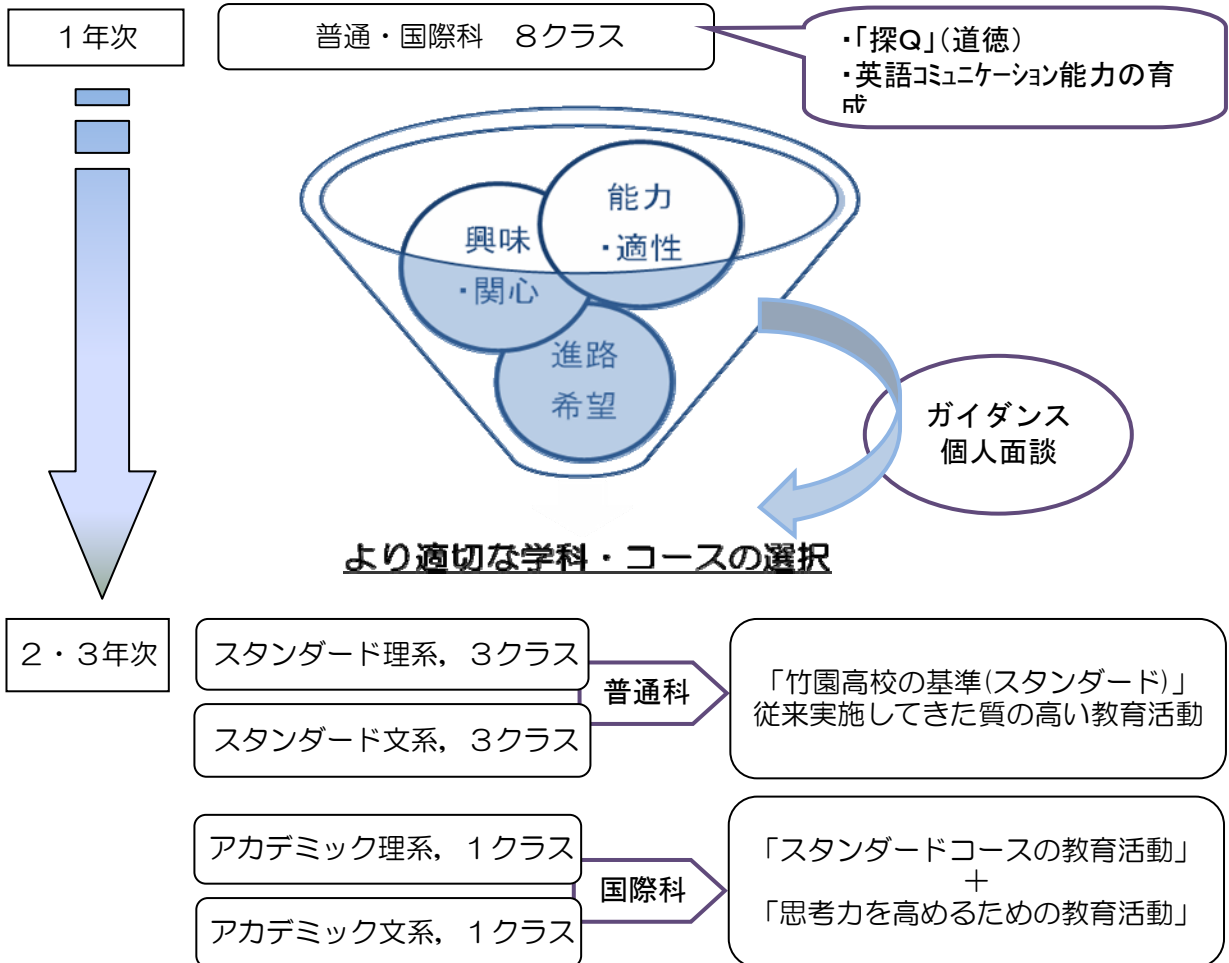 １年次
普通・国際科　８クラス
・「探Q」（道徳）
・英語コミュニケーション能力の育
成
能力
・適性
興味
・関心
進路
希望
ガイダンス
個人面談
より適切な学科・コースの選択
２・３年次
スタンダード理系，３クラス
スタンダード文系，３クラス
普通科
「竹園高校の基準(スタンダード)」
従来実施してきた質の高い教育活動
アカデミック理系，１クラス
アカデミック文系，１クラス
国際科
「スタンダードコースの教育活動」
＋
「思考力を高めるための教育活動」